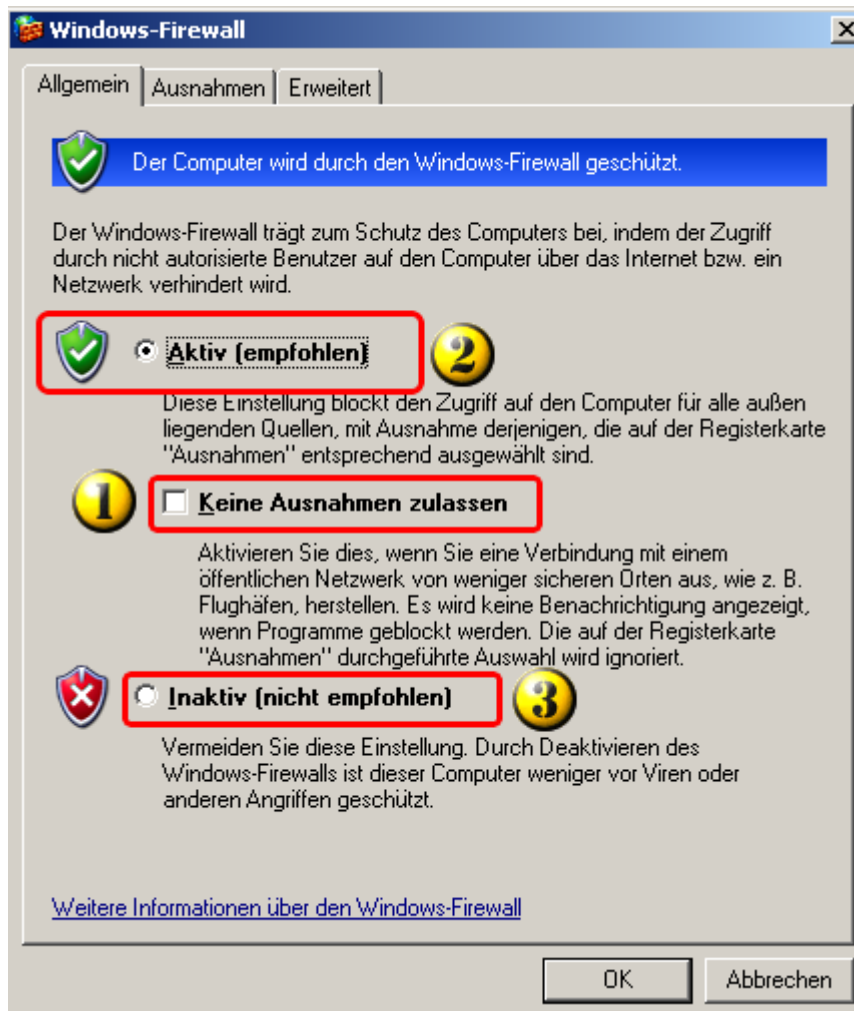 Windows-Firewall
Allgemein
Ausnahmen
Erweitert
Der Computer wird durch den Windows-Firewall geschützt.
Der Windows-Firewall trägt zum Schutz des Computers bei, indem der Zugriff
durch nicht autorisierte Benutzer auf den Computer über das Internet bzw. ein
Netzwerk verhindert wird.
Aktiv (empfohlen)
2
Diese Einstellung blockt den Zugriff auf den Computer für alle außen
liegenden Quellen, mit Ausnahme derjenigen, die auf der Registerkarte
"Ausnahmen" entsprechend ausgewählt sind.
1
Keine Ausnahmen zulassen
Aktivieren Sie dies, wenn Sie eine Verbindung mit einem
öffentlichen Netzwerk von weniger sicheren Orten aus, wie z. B.
Flughäfen, herstellen. Es wird keine Benachrichtigung angezeigt,
wenn Programme geblockt werden. Die auf der Registerkarte
"Ausnahmen" durchgeführte Auswahl wird ignoriert.
Inaktiv (nicht empfohlen)
3
Vermeiden Sie diese Einstellung. Durch Deaktivieren des
Windows-Firewalls ist dieser Computer weniger vor Viren oder
anderen Angriffen geschützt.
Weitere Informationen über den Windows-Firewall
OK
Abbrechen